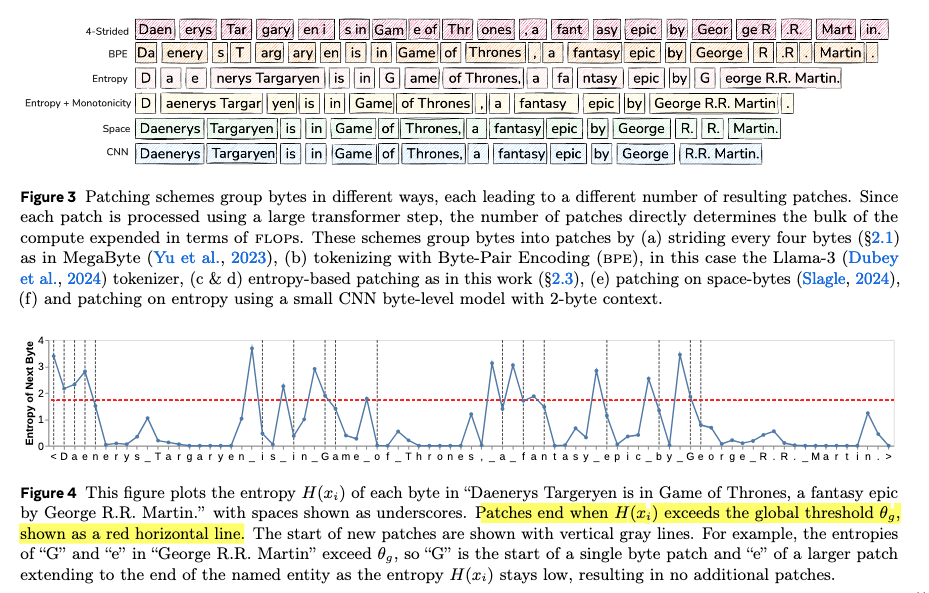 4-Strided Daen erys Tar gary en i s in Gam e of Thr ones , a fant asy epic by Geor ge R .R. Mart in.
BPE Da enery s T arg ary en is in Game of Thrones , a fantasy epic by George R .R . Martin .
Entropy D a e nerys Targaryen is in G ame of Thrones, a fa ntasy epic by G eorge R.R. Martin.
Entropy + Monotonicity D aenerys Targar yen is in Game of Thrones , a fantasy epic by George R.R. Martin .
Space Daenerys Targaryen is in Game of Thrones, a fantasy epic by George R. R. Martin.
CNN Daenerys Targaryen is in Game of Thrones, a fantasy epic by George R.R. Martin.
Figure 3 Patching schemes group bytes in different ways, each leading to a different number of resulting patches. Since
each patch is processed using a large transformer step, the number of patches directly determines the bulk of the
compute expended in terms of FLOPs. These schemes group bytes into patches by (a) striding every four bytes (§2.1)
as in MegaByte (Yu et al., 2023), (b) tokenizing with Byte-Pair Encoding (BPE), in this case the Llama-3 (Dubey
et al., 2024) tokenizer, (c & d) entropy-based patching as in this work (§2.3), (e) patching on space-bytes (Slagle, 2024),
(f) and patching on entropy using a small CNN byte-level model with 2-byte context.
Entropy of Next Byte
4
3
2
1
0
< D a e n e r y s _ T a r g a r y e n _ i s _ i n _ G a m e _ o f _ T h r o n e s , _ a _ f a n t a s y _ e p i c _ b y _ G e o r g e _ R . R . _ M a r t i n . >
Figure 4 This figure plots the entropy H(xᵢ) of each byte in “Daenerys Targeryen is in Game of Thrones, a fantasy epic
by George R.R. Martin.” with spaces shown as underscores. Patches end when H(xᵢ) exceeds the global threshold θg,
shown as a red horizontal line. The start of new patches are shown with vertical gray lines. For example, the entropies
of “G” and “e” in “George R.R. Martin” exceed θg, so “G” is the start of a single byte patch and “e” of a larger patch
extending to the end of the named entity as the entropy H(xᵢ) stays low, resulting in no additional patches.